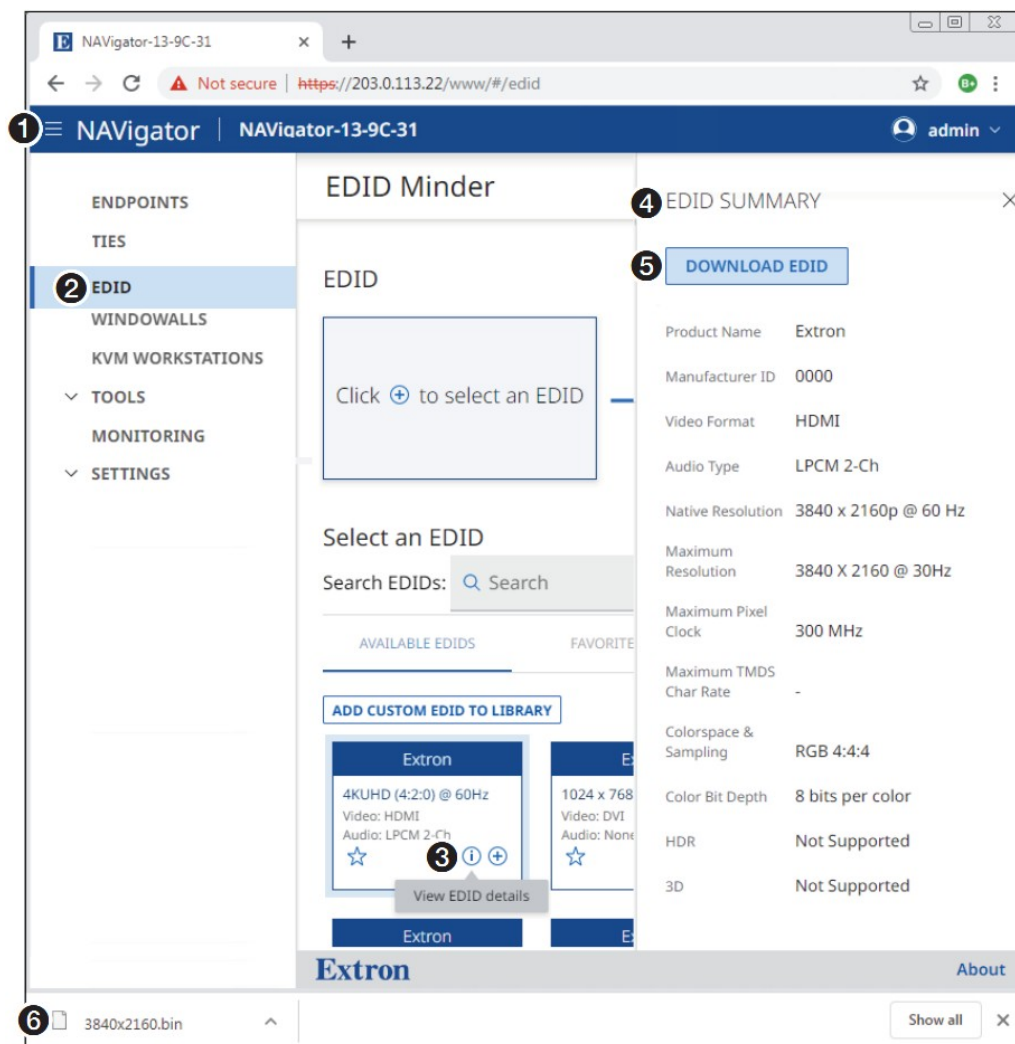 NAVigator-13-9C-31
Not secure https://203.0.113.22/www/#/edid
1 NAVigator NAVigator-13-9C-31 admin
ENDPOINTS
TIES
2 EDID
WINDOWALLS
KVM WORKSTATIONS
TOOLS
MONITORING
SETTINGS
EDID Minder
EDID
Click ⊕ to select an EDID
Select an EDID
Search EDIDs: Search
AVAILABLE EDIDS FAVORITE
ADD CUSTOM EDID TO LIBRARY
Extron
4KUHD (4:2:0) @ 60Hz
Video: HDMI
Audio: LPCM 2-Ch
3
View EDID details
1024 x 768
Video: DVI
Audio: None
Extron
4 EDID SUMMARY
5 DOWNLOAD EDID
Product Name Extron
Manufacturer ID 0000
Video Format HDMI
Audio Type LPCM 2-Ch
Native Resolution 3840 x 2160p @ 60 Hz
Maximum
Resolution 3840 X 2160 @ 30Hz
Maximum Pixel
Clock 300 MHz
Maximum TMDS
Char Rate -
Colorspace &
Sampling RGB 4:4:4
Color Bit Depth 8 bits per color
HDR Not Supported
3D Not Supported
Extron About
6 3840x2160.bin Show all